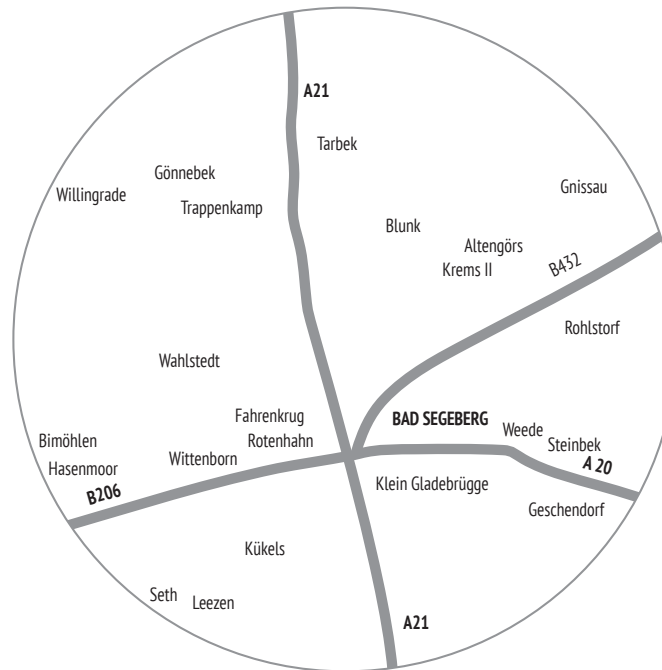 A21
Tarbek
Gönnebek
Willingrade
Gnissau
Trappenkamp
Blunk
Altengörs
Krems II
B432
Rohlstorf
Wahlstedt
Fahrenkrug
BAD SEGEBERG
Weede
Bimöhlen
Rotenhahn
Steinbek
Wittenborn
Hasenmoor
A 20
B206
Klein Gladebrügge
Geschendorf
Kükels
Seth
Leezen
A21